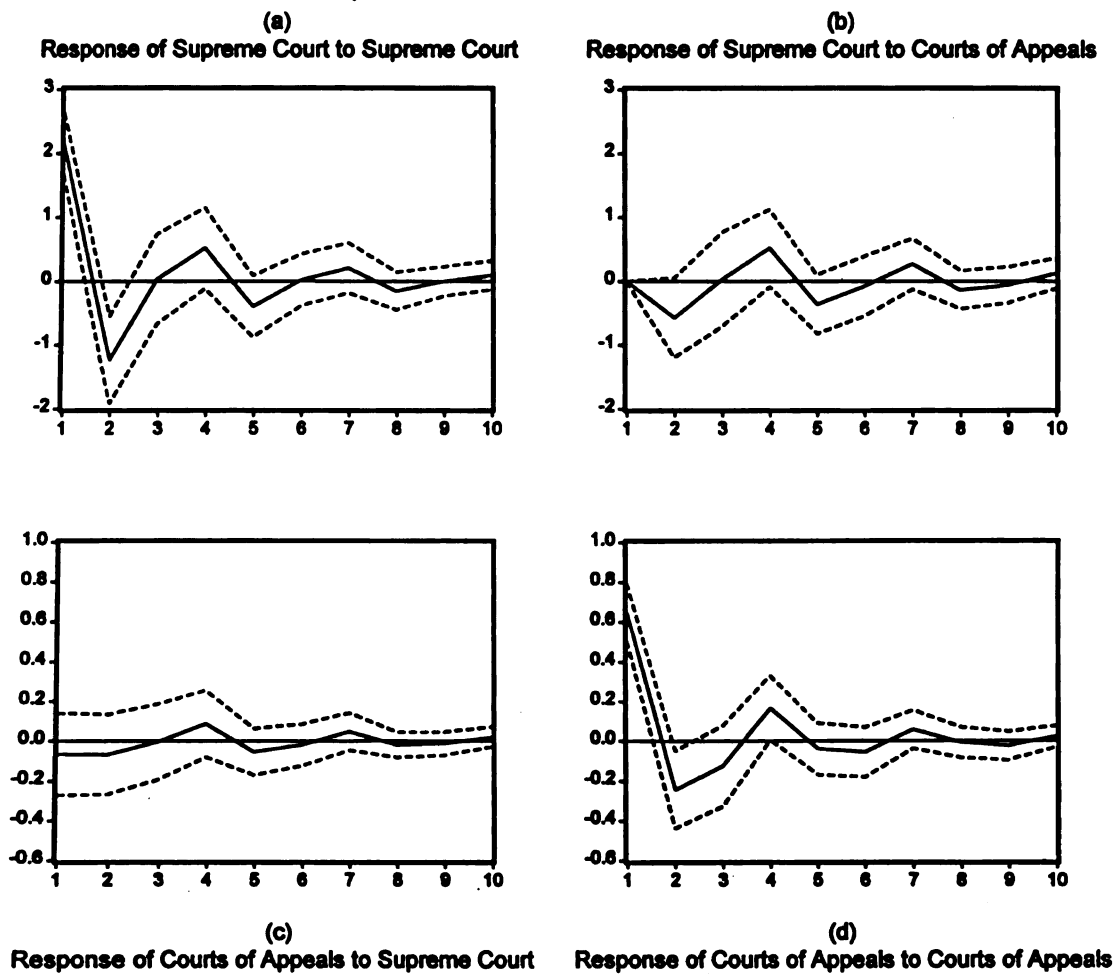 (a)
Response of Supreme Court to Supreme Court
3
2
1
0
-1
-2
1 2 3 4 5 6 7 8 9 10
(b)
Response of Supreme Court to Courts of Appeals
3
2
1
0
-1
-2
1 2 3 4 5 6 7 8 9 10
1.0
0.8
0.6
0.4
0.2
0.0
-0.2
-0.4
-0.6
1 2 3 4 5 6 7 8 9 10
(c)
Response of Courts of Appeals to Supreme Court
1.0
0.8
0.6
0.4
0.2
0.0
-0.2
-0.4
-0.6
1 2 3 4 5 6 7 8 9 10
(d)
Response of Courts of Appeals to Courts of Appeals